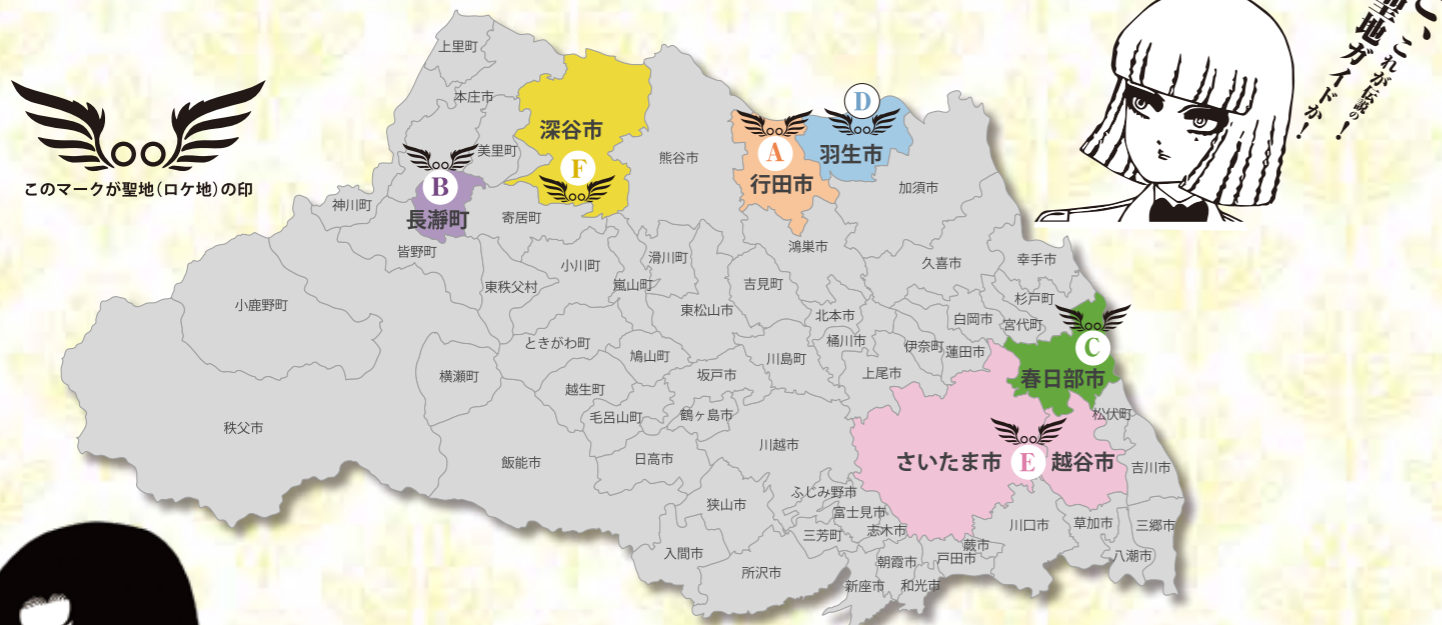 と、
聖地ガイドか!
これが伝説の!
このマークが聖地(ロケ地)の印
上里町
本庄市
深谷市
F
美里町
B
長瀞町
神川町
寄居町
皆野町
熊谷市
A
行田市
D
羽生市
加須市
鴻巣市
久喜市
幸手市
杉戸町
宮代町
白岡市
C
春日部市
小鹿野町
東秩父村
小川町
嵐山町
滑川町
東松山市
吉見町
北本市
桶川市
伊奈町
蓮田市
上尾市
川島町
ときがわ町
鳩山町
横瀬町
越生町
坂戸市
毛呂山町
鶴ヶ島市
秩父市
飯能市
日高市
川越市
さいたま市
E
越谷市
松伏町
吉川市
狭山市
ふじみ野市
富士見市
三芳町
志木市
入間市
所沢市
朝霞市
新座市
和光市
戸田市
蕨市
川口市
草加市
三郷市
八潮市